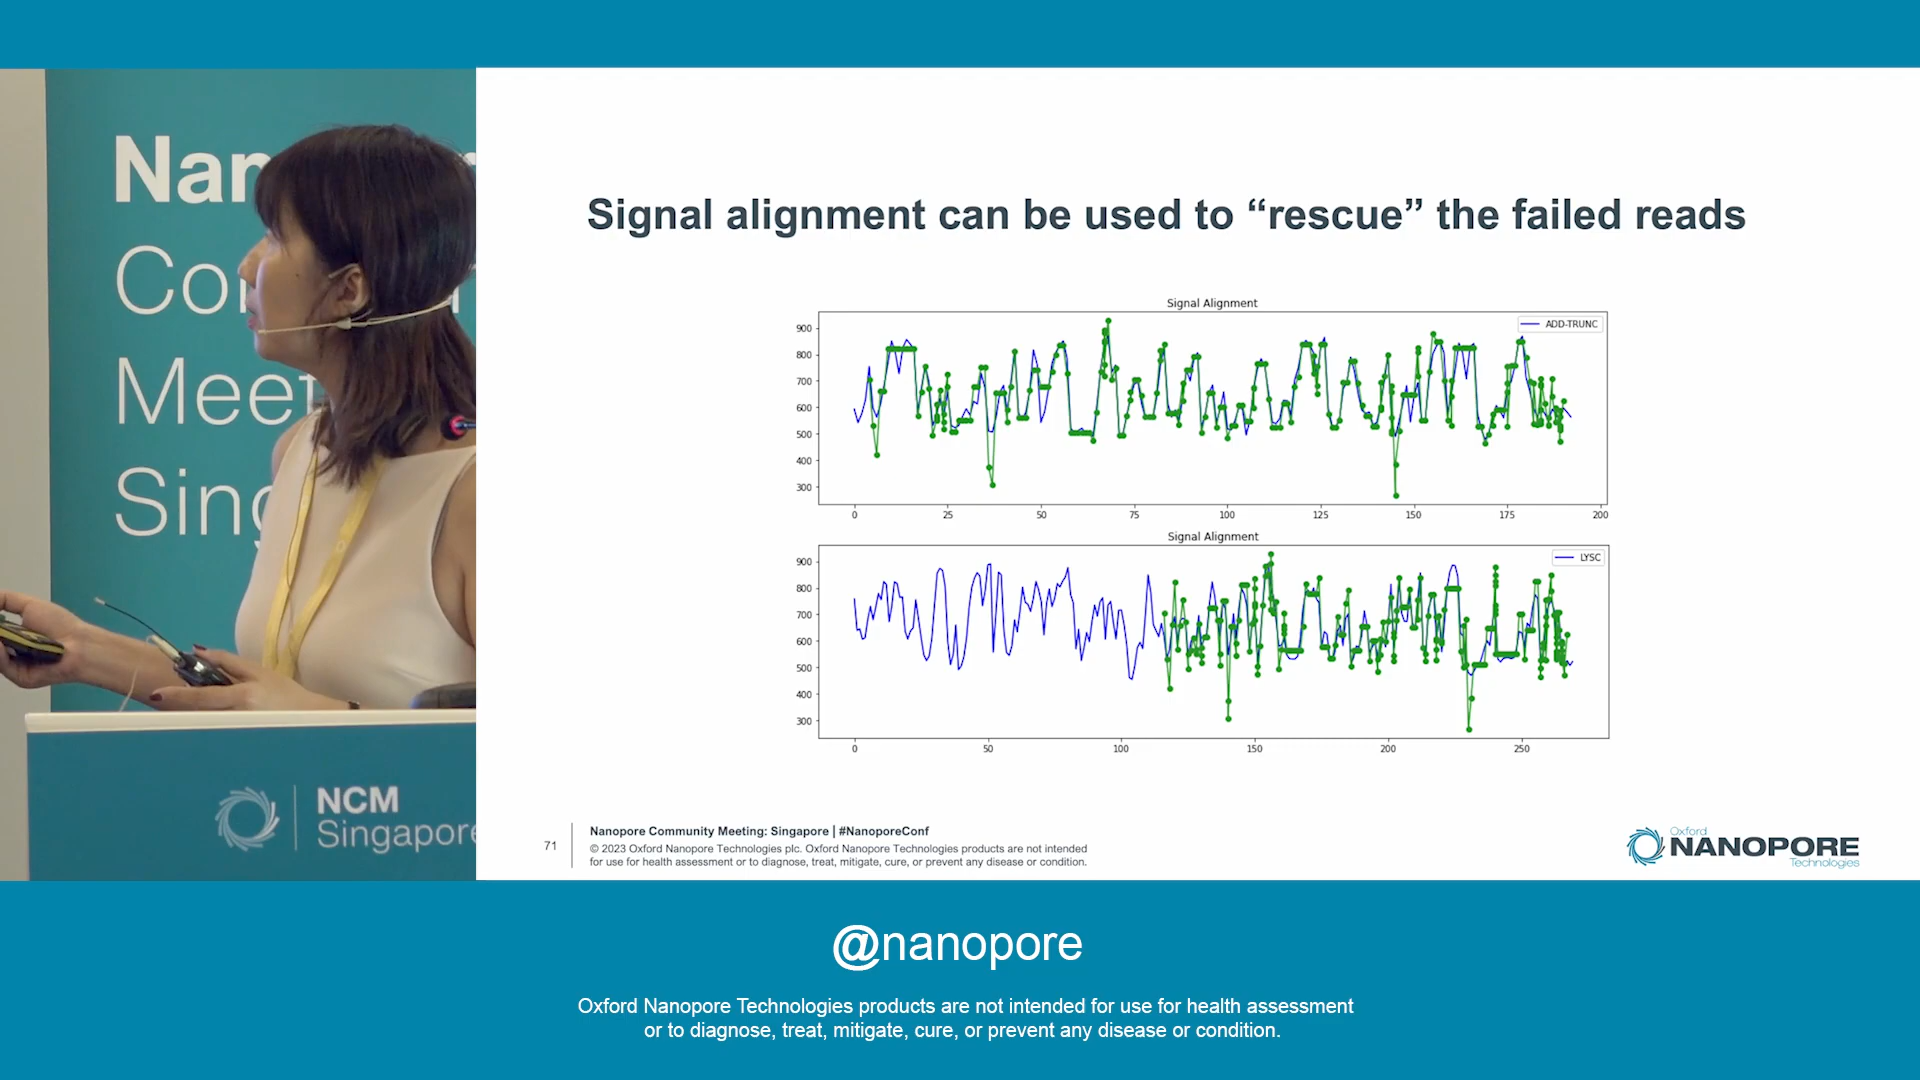 Nan
Co
Meet
Sing
NCM
Singapore
Signal alignment can be used to “rescue” the failed reads
Signal Alignment
ADD-TRUNC
900
800
700
600
500
400
300
0 25 50 75 100 125 150 175 200
Signal Alignment
LYSC
900
800
700
600
500
400
300
0 50 100 150 200 250
71
Nanopore Community Meeting: Singapore | #NanoporeConf
© 2023 Oxford Nanopore Technologies plc. Oxford Nanopore Technologies products are not intended
for use for health assessment or to diagnose, treat, mitigate, cure, or prevent any disease or condition.
Oxford
NANOPORE
Technologies
@nanopore
Oxford Nanopore Technologies products are not intended for use for health assessment
or to diagnose, treat, mitigate, cure, or prevent any disease or condition.